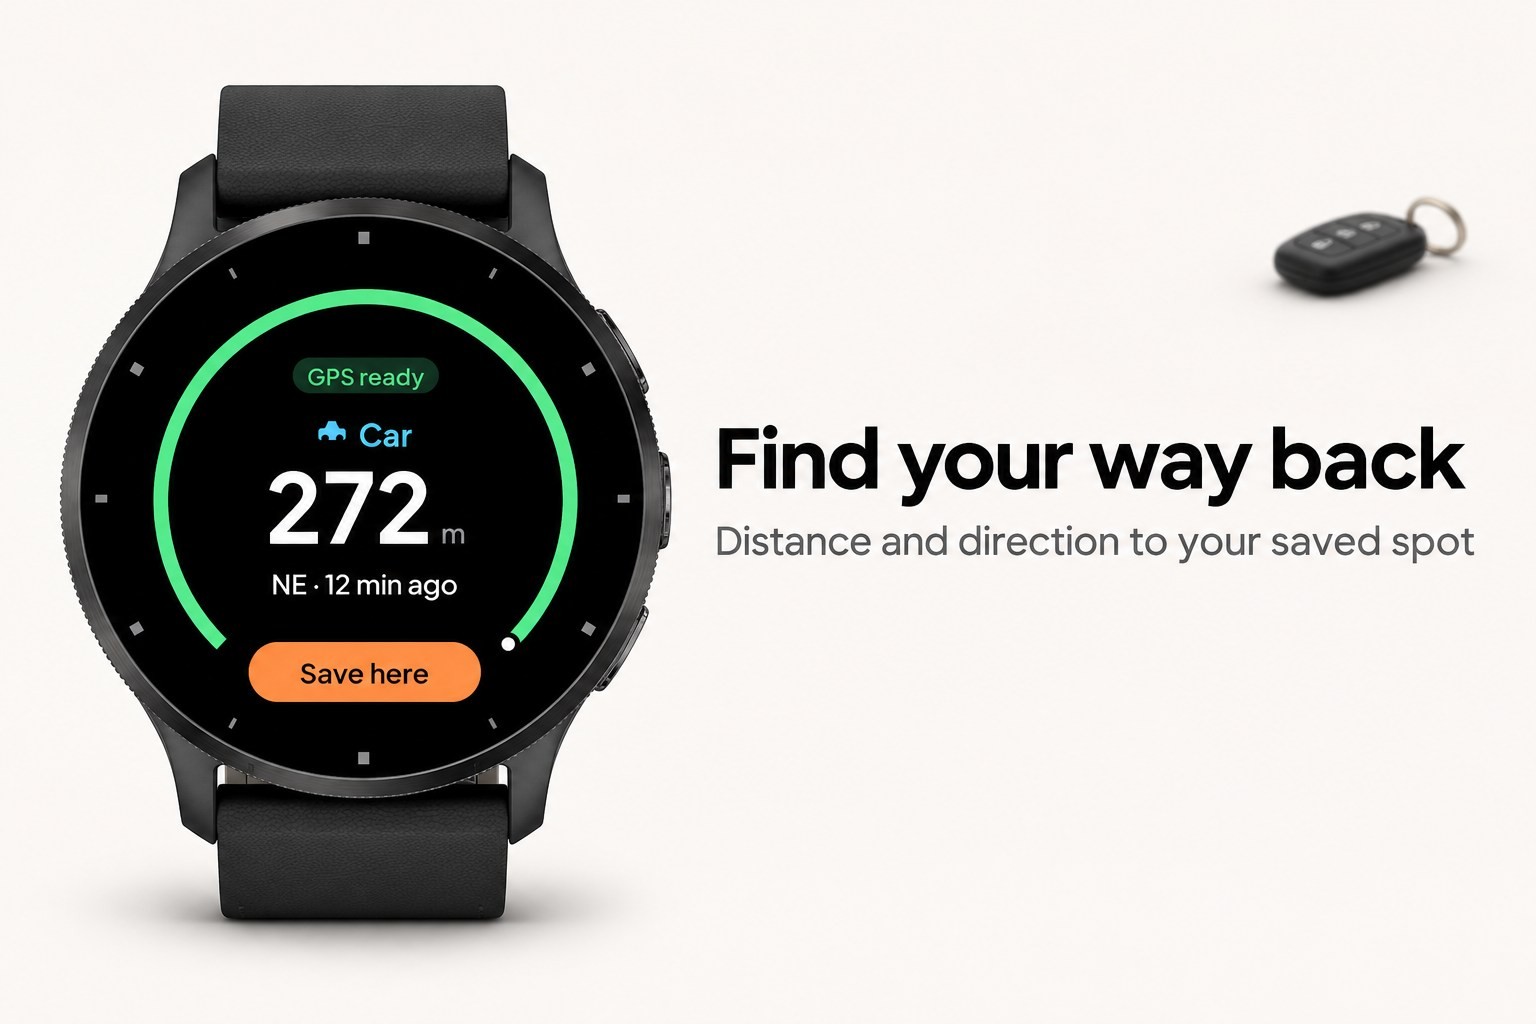 GPS ready
Car
272 m
NE · 12 min ago
Save here
Find your way back
Distance and direction to your saved spot